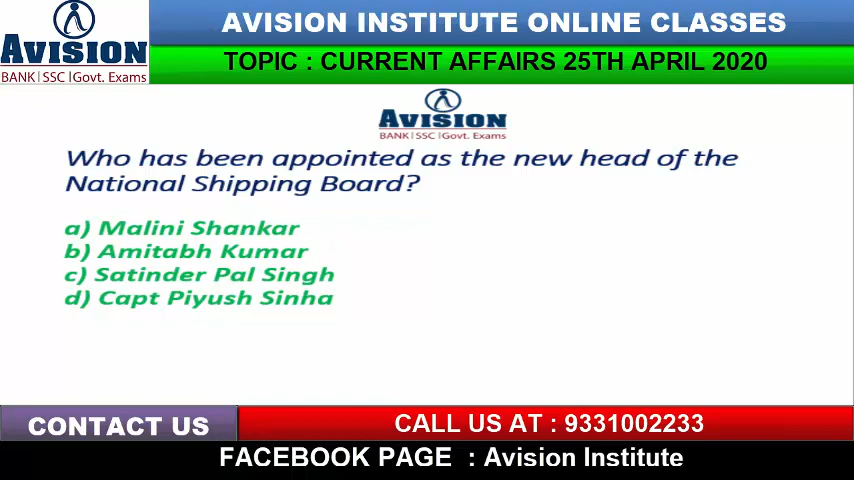 AVISION
BANK|SSC|Govt. Exams
AVISION INSTITUTE ONLINE CLASSES
TOPIC : CURRENT AFFAIRS 25TH APRIL 2020
AVISION
BANK|SSC|Govt. Exams
Who has been appointed as the new head of the
National Shipping Board?
a) Malini Shankar
b) Amitabh Kumar
c) Satinder Pal Singh
d) Capt Piyush Sinha
CONTACT US
CALL US AT : 9331002233
FACEBOOK PAGE : Avision Institute